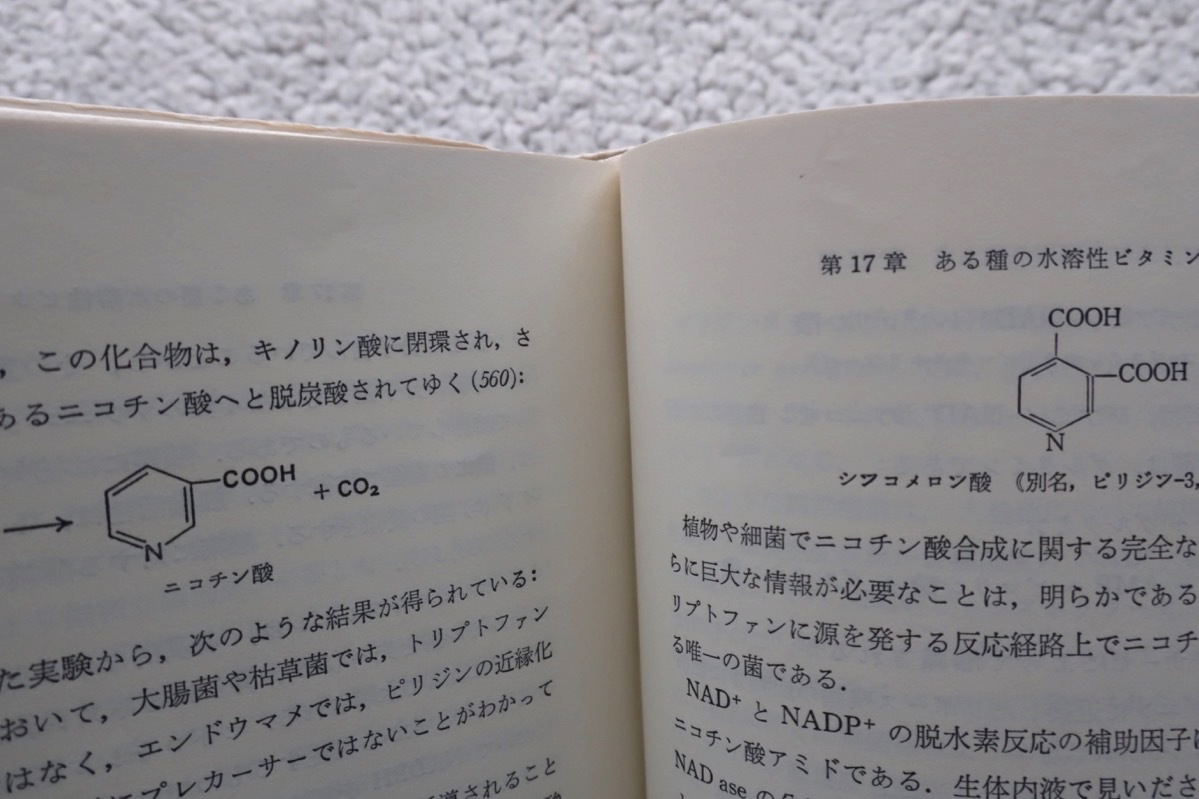 , この化合物は, キノリン酸に閉環され, さ
あるニコチン酸へと脱炭酸されてゆく(560):
COOH
+ CO₂
N
ニコチン酸
た実験から, 次のような結果が得られている:
おいて, 大腸菌や枯草菌では, トリプトファン
はなく, エンドウマメでは, ピリジンの近縁化
プレカーサーではないことがわかって
導されること
第17章 ある種の水溶性ビタミン
COOH
COOH
N
シフコメロン酸 (別名, ピリジン-3,
植物や細菌でニコチン酸合成に関する完全な
らに巨大な情報が必要なことは, 明らかである
リプトファンに源を発する反応経路上でニコチ
る唯一の菌である.
NAD⁺ と NADP⁺ の脱水素反応の補助因子は
ニコチン酸アミドである. 生体内液で見いださ
NAD ase の